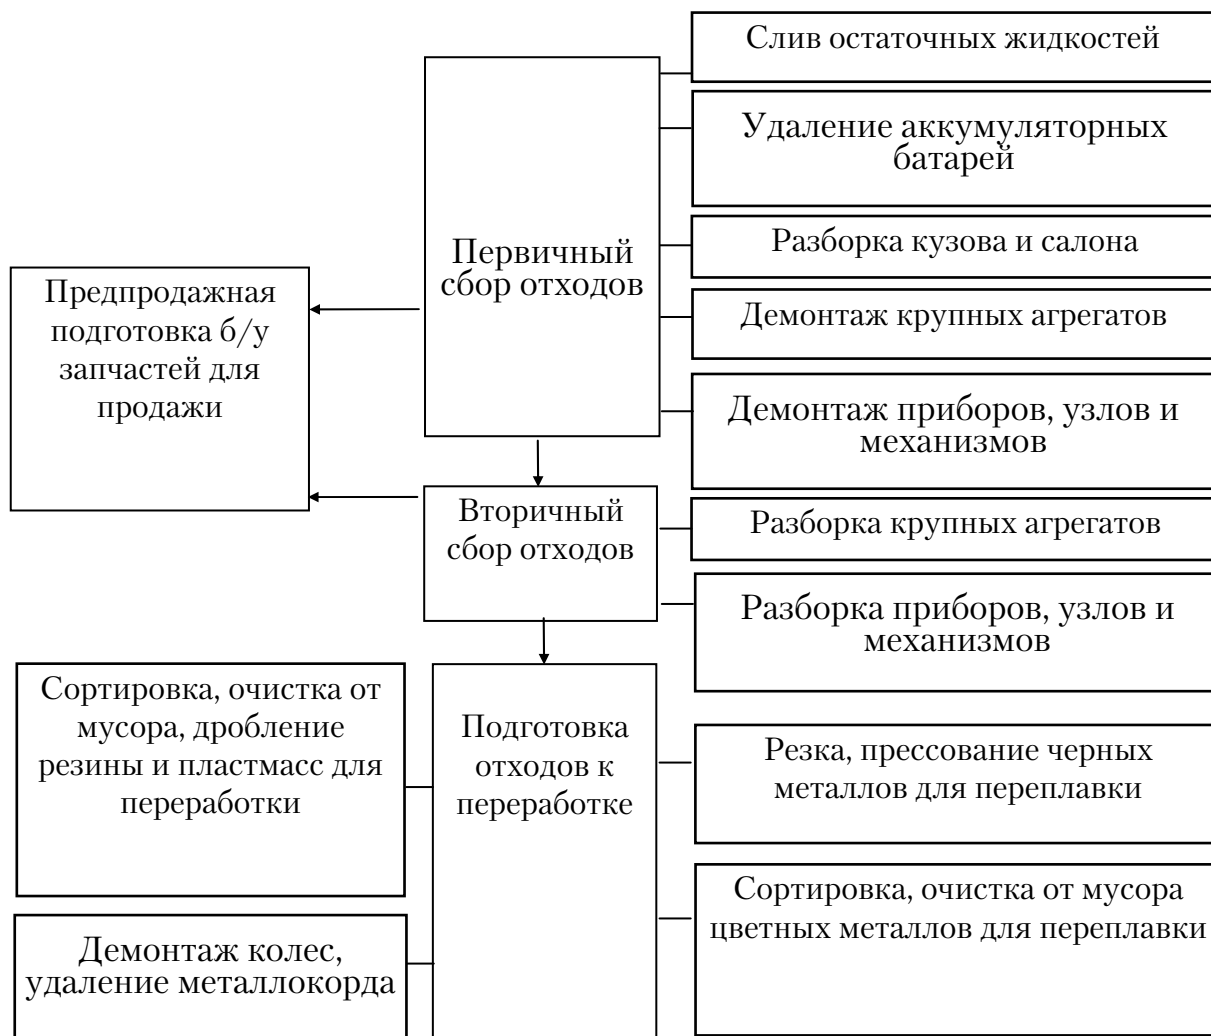 Слив остаточных жидкостей
Удаление аккумуляторных
батарей
Разборка кузова и салона
Первичный
сбор отходов
Предпродажная
подготовка б/у
запчастей для
продажи
Демонтаж крупных агрегатов
Демонтаж приборов, узлов и
механизмов
Вторичный
сбор отходов
Разборка крупных агрегатов
Разборка приборов, узлов и
механизмов
Сортировка, очистка от
мусора, дробление
резины и пластмасс для
переработки
Подготовка
отходов к
переработке
Резка, прессование черных
металлов для переплавки
Сортировка, очистка от мусора
цветных металлов для переплавки
Демонтаж колес,
удаление металлокорда